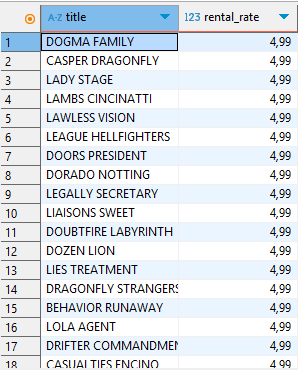 A-Z title 123 rental_rate
1 DOGMA FAMILY 4,99
2 CASPER DRAGONFLY 4,99
3 LADY STAGE 4,99
4 LAMBS CINCINATTI 4,99
5 LAWLESS VISION 4,99
6 LEAGUE HELLFIGHTERS 4,99
7 DOORS PRESIDENT 4,99
8 DORADO NOTTING 4,99
9 LEGALLY SECRETARY 4,99
10 LIAISONS SWEET 4,99
11 DOUBTFIRE LABYRINTH 4,99
12 DOZEN LION 4,99
13 LIES TREATMENT 4,99
14 DRAGONFLY STRANGERS 4,99
15 BEHAVIOR RUNAWAY 4,99
16 LOLA AGENT 4,99
17 DRIFTER COMMANDMEN 4,99
18 CASUALTIES ENCINO 4,99